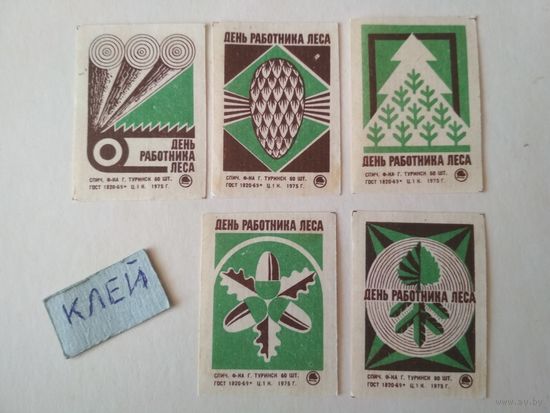 ДЕНЬ
РАБОТНИКА
ЛЕСА
СПИЧ. Ф-КА Г. ТУРИНСК 60 ШТ.
ГОСТ 1820-69* Ц. 1 К. 1975 Г.
ДЕНЬ РАБОТНИКА ЛЕСА
СПИЧ. Ф-КА Г. ТУРИНСК 60 ШТ.
ГОСТ 1820-69* Ц. 1 К. 1975 Г.
ДЕНЬ РАБОТНИКА ЛЕСА
СПИЧ. Ф-КА Г. ТУРИНСК 60 ШТ.
ГОСТ 1820-69* Ц. 1 К. 1975 Г.
КЛЕЙ
ДЕНЬ РАБОТНИКА ЛЕСА
СПИЧ. Ф-КА Г. ТУРИНСК 60 ШТ.
ГОСТ 1820-69* Ц. 1 К. 1975 Г.
ДЕНЬ РАБОТНИКА ЛЕСА
СПИЧ. Ф-КА Г. ТУРИНСК 60 ШТ.
ГОСТ 1820-69* Ц. 1 К. 1975 Г.
www.ay.by